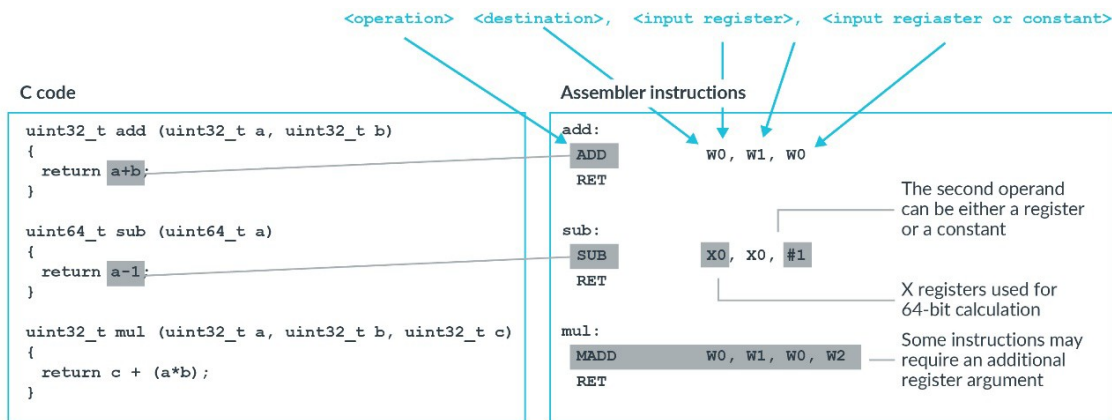 <operation> <destination>, <input register>, <input regiaster or constant>
C code
uint32_t add (uint32_t a, uint32_t b)
{
return a+b;
}
uint64_t sub (uint64_t a)
{
return a-1;
}
uint32_t mul (uint32_t a, uint32_t b, uint32_t c)
{
return c + (a*b);
}
Assembler instructions
add:
ADD W0, W1, W0
RET
sub:
SUB X0, X0, #1
RET
mul:
MADD W0, W1, W0, W2
RET
The second operand
can be either a register
or a constant
X registers used for
64-bit calculation
Some instructions may
require an additional
register argument